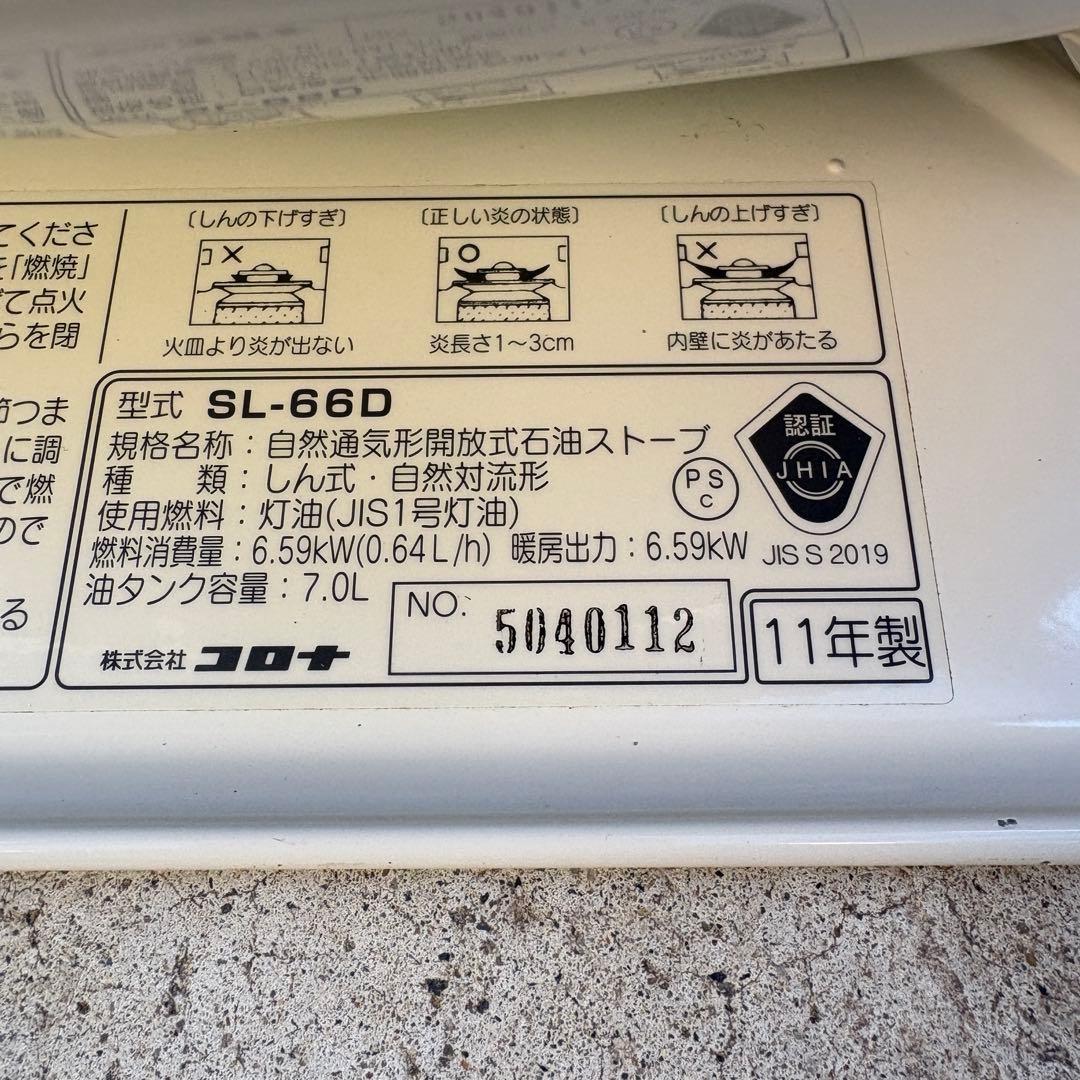 てくださ
を「燃焼」
げて点火
らを閉
節つま
に調
で燃
ので
る
〔しんの下げすぎ〕
火皿より炎が出ない
〔正しい炎の状態〕
炎長さ1～3cm
〔しんの上げすぎ〕
内壁に炎があたる
型式 SL-66D
規格名称：自然通気形開放式石油ストーブ
種　　類：しん式・自然対流形
使用燃料：灯油(JIS1号灯油)
燃料消費量：6.59kW(0.64L/h) 暖房出力：6.59kW
油タンク容量：7.0L
PSC
認証
JHIA
JIS S 2019
株式会社 コロナ
NO. 5040112
11年製